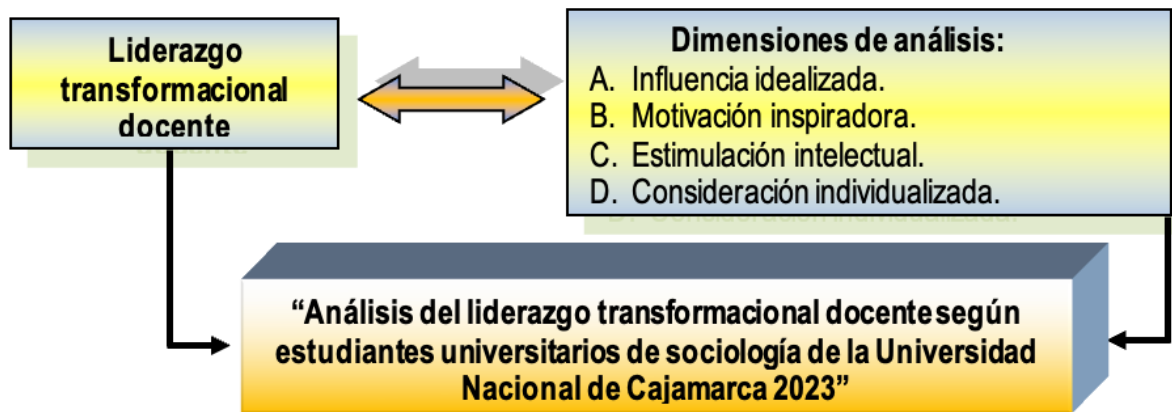 Liderazgo
transformacional
docente
Dimensiones de análisis:
A. Influencia idealizada.
B. Motivación inspiradora.
C. Estimulación intelectual.
D. Consideración individualizada.
“Análisis del liderazgo transformacional docente según
estudiantes universitarios de sociología de la Universidad
Nacional de Cajamarca 2023”